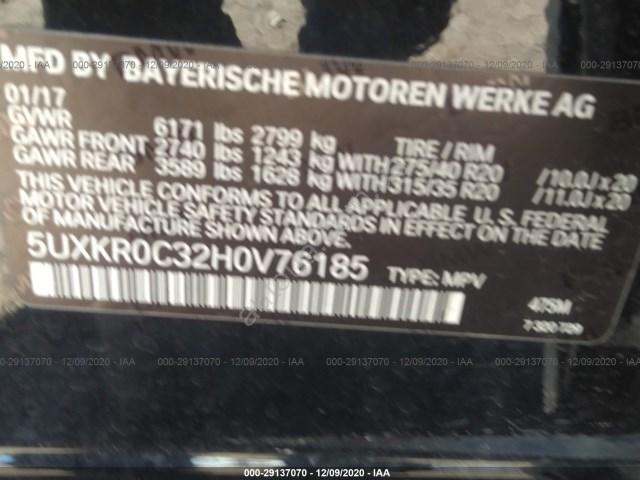 MFD BY BAYERISCHE MOTOREN WERKE AG
01/17
GVWR 6171 lbs 2799 kg TIRE / RIM
GAWR FRONT 2740 lbs 1243 kg WITH 275/40 R20 /10.0J x 20
GAWR REAR 3589 lbs 1628 kg WITH 315/35 R20 /11.0J x 20
THIS VEHICLE CONFORMS TO ALL APPLICABLE U.S. FEDERAL
MOTOR VEHICLE SAFETY STANDARDS IN EFFECT ON THE DATE
OF MANUFACTURE SHOWN ABOVE.
5UXKR0C32H0V76185 TYPE: MPV
475M
000-29137070 - 12/09/2020 - IAA